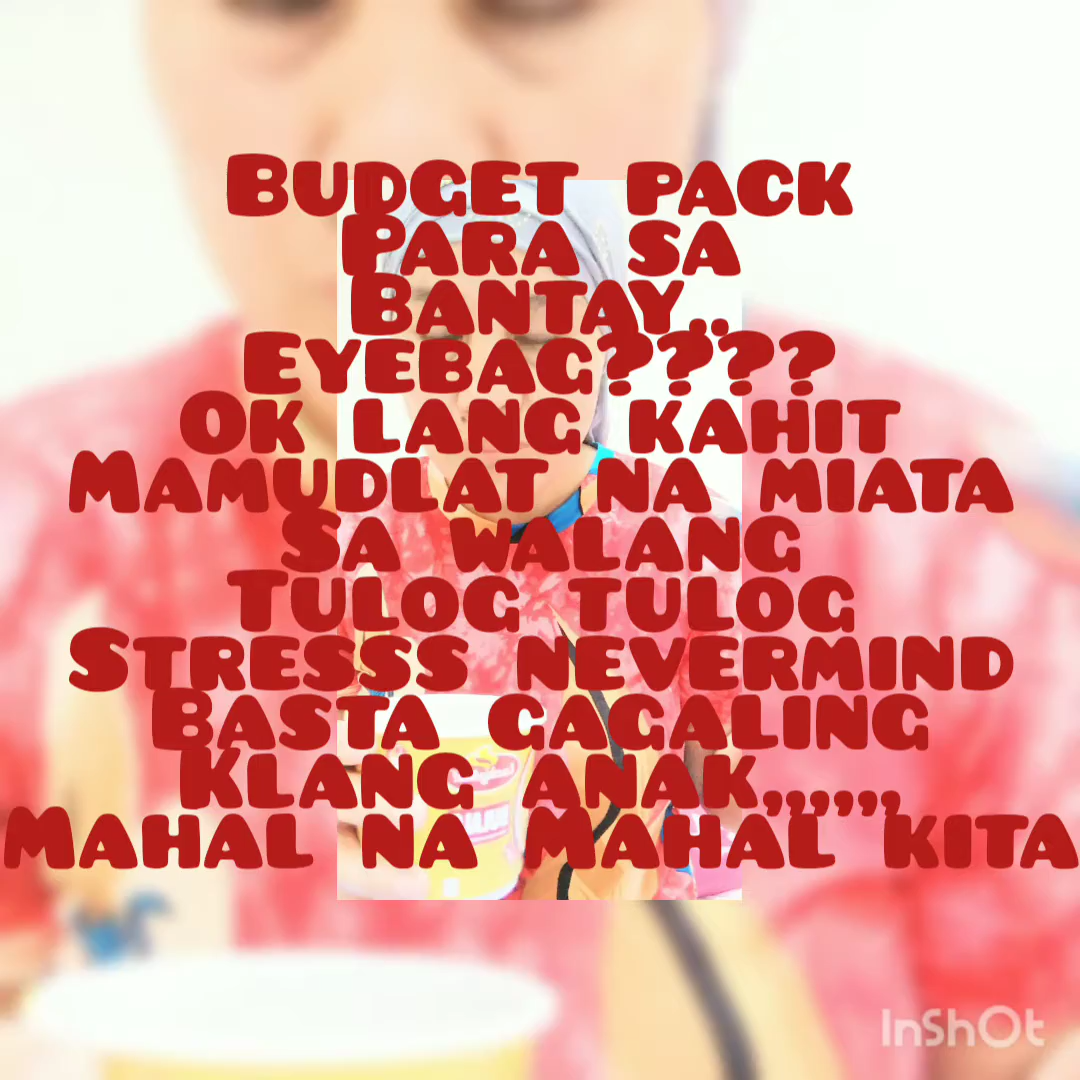 Budget pack
Para sa
Bantay..
Eyebag????
Ok lang kahit
Mamudlat na miata
Sa walang
Tulog tulog
Stresss nevermind
Basta gagaling
Klang anak,,,,,,
Mahal na Mahal kita
InShOt